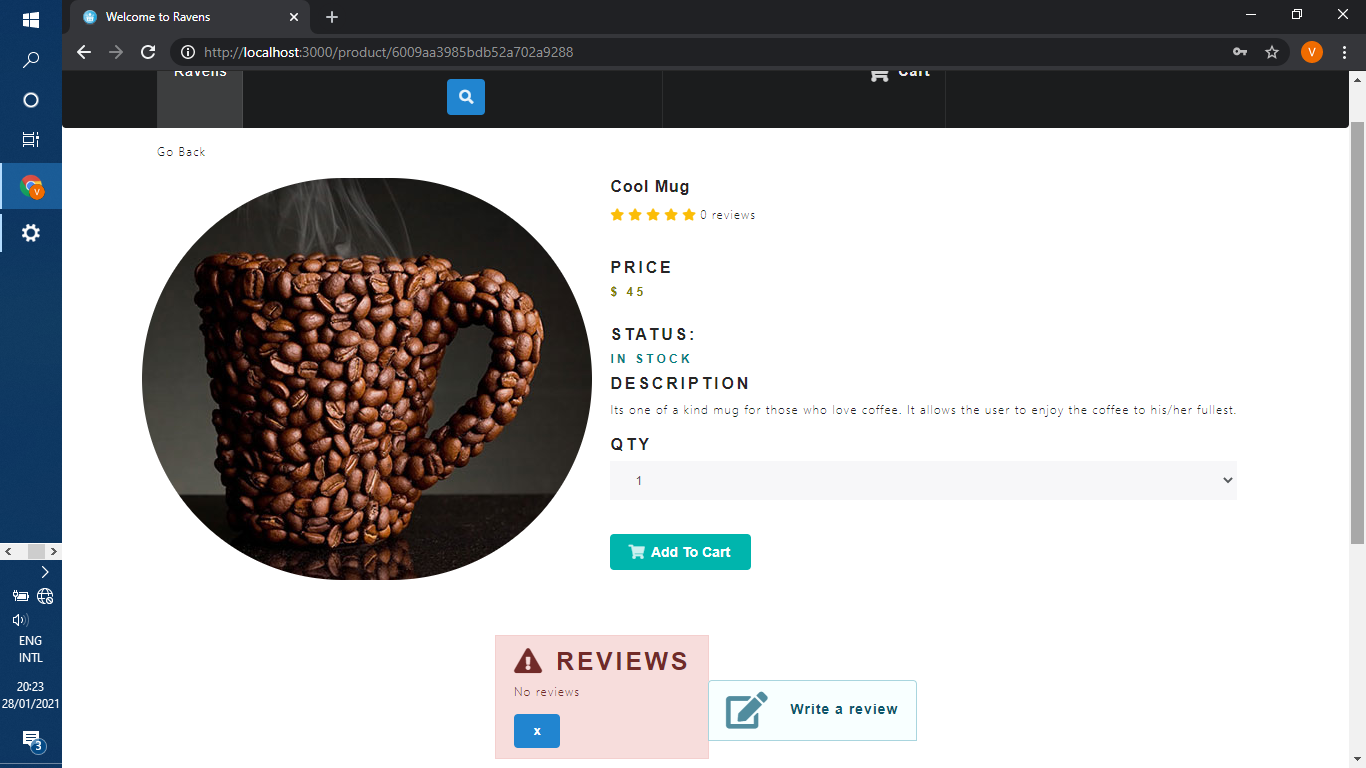 Welcome to Ravens
http://localhost:3000/product/6009aa3985bdb52a702a9288
V
Ravens
Cart
Go Back
Cool Mug
0 reviews
PRICE
$ 45
STATUS:
IN STOCK
DESCRIPTION
Its one of a kind mug for those who love coffee. It allows the user to enjoy the coffee to his/her fullest.
QTY
1
Add To Cart
REVIEWS
No reviews
x
Write a review
V
ENG
INTL
20:23
28/01/2021
3